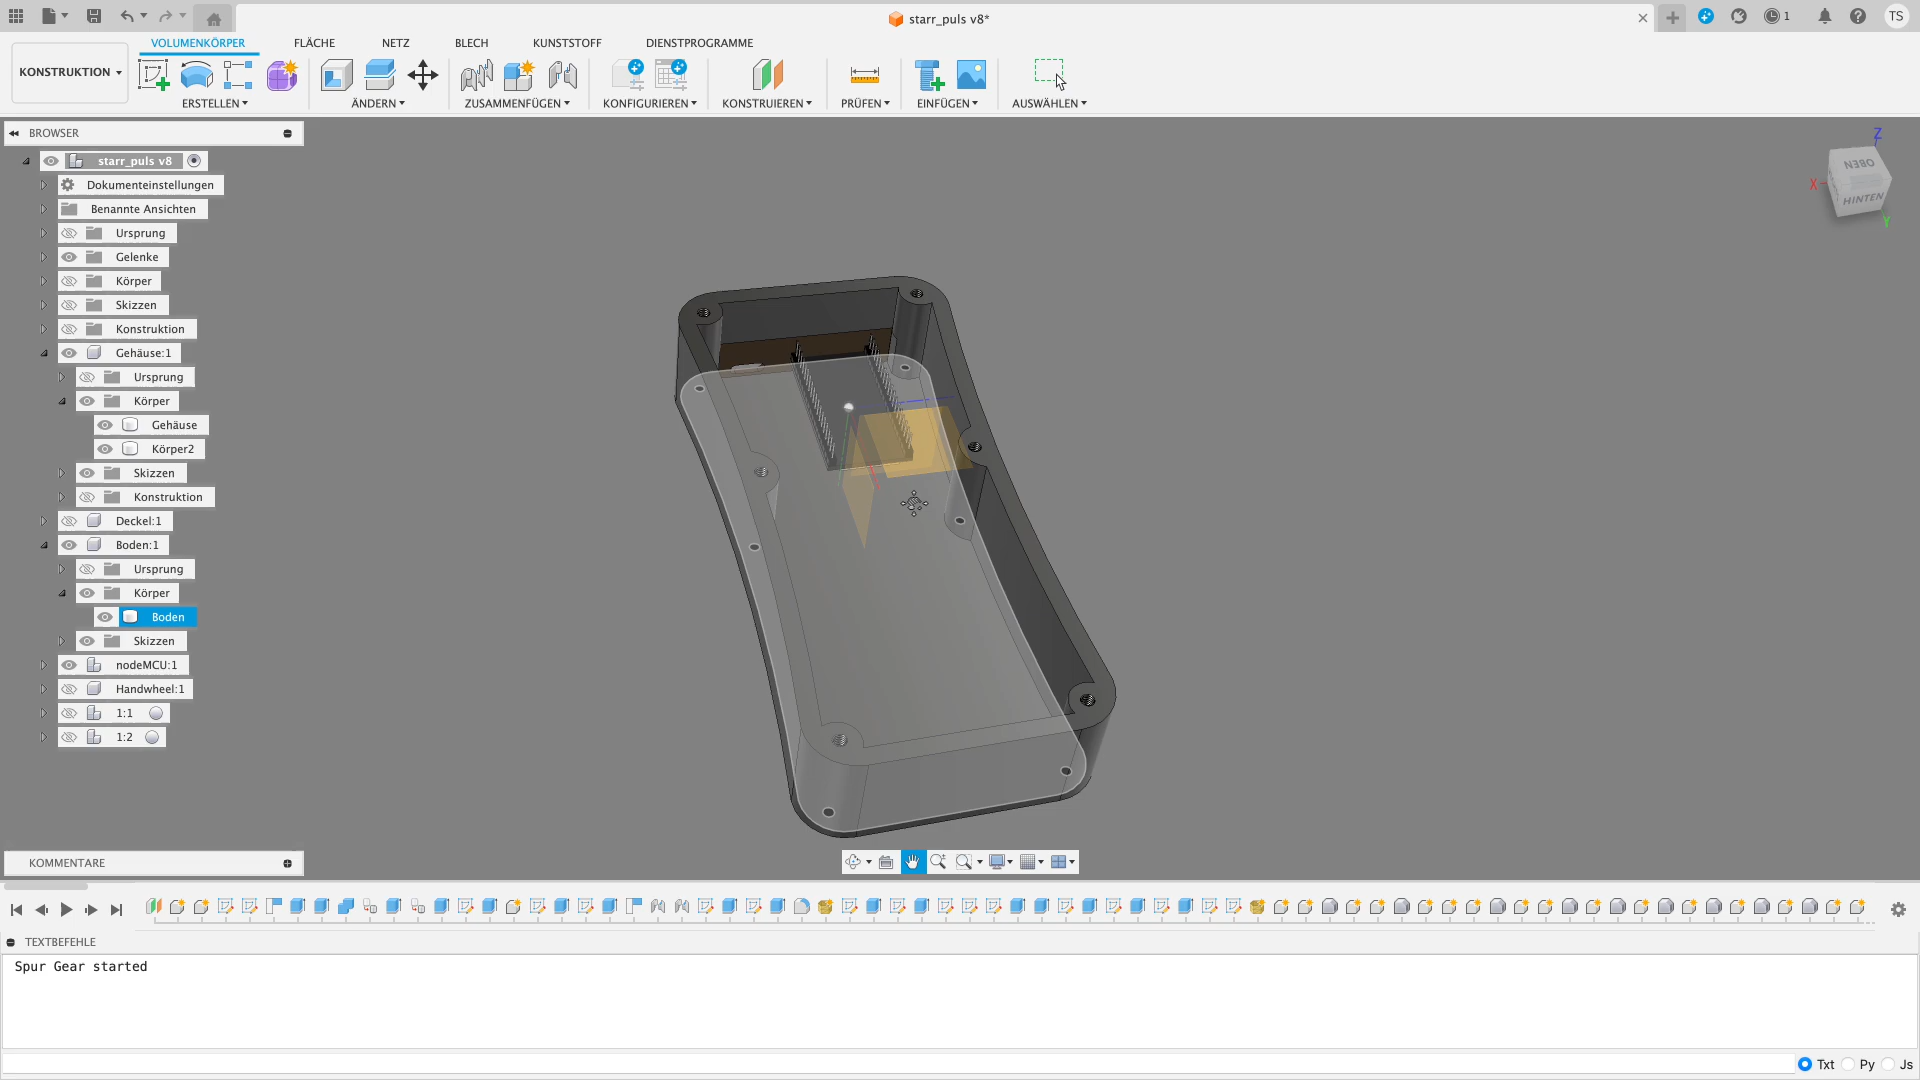 starr_puls v8*
1
TS
VOLUMENKÖRPER
FLÄCHE
NETZ
BLECH
KUNSTSTOFF
DIENSTPROGRAMME
KONSTRUKTION
ERSTELLEN
ÄNDERN
ZUSAMMENFÜGEN
KONFIGURIEREN
KONSTRUIEREN
PRÜFEN
EINFÜGEN
AUSWÄHLEN
BROWSER
starr_puls v8
Dokumenteinstellungen
Benannte Ansichten
Ursprung
Gelenke
Körper
Skizzen
Konstruktion
Gehäuse:1
Ursprung
Körper
Gehäuse
Körper2
Skizzen
Konstruktion
Deckel:1
Boden:1
Ursprung
Körper
Boden
Skizzen
nodeMCU:1
Handwheel:1
1:1
1:2
Z
OBEN
X
HINTEN
Y
KOMMENTARE
TEXTBEFEHLE
Spur Gear started
Txt
Py
Js